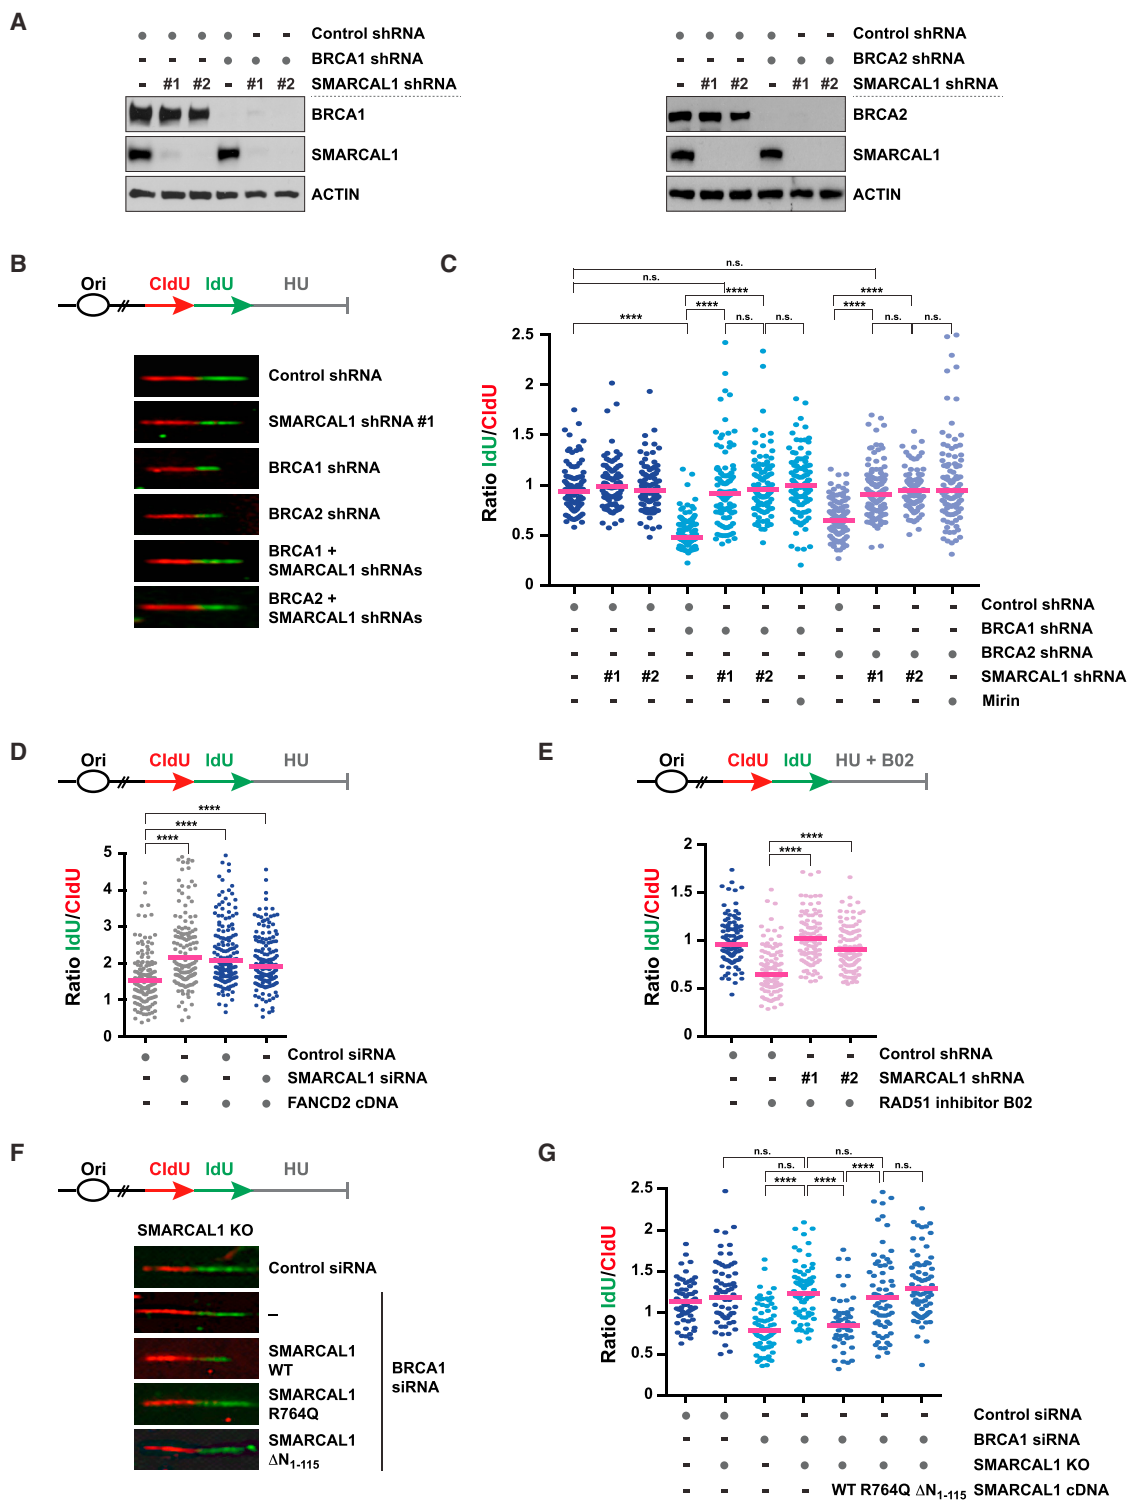 A
Control shRNA
BRCA1 shRNA
- #1 #2 - #1 #2 SMARCAL1 shRNA
BRCA1
SMARCAL1
ACTIN
Control shRNA
BRCA2 shRNA
- #1 #2 - #1 #2 SMARCAL1 shRNA
BRCA2
SMARCAL1
ACTIN
B
Ori CldU IdU HU
Control shRNA
SMARCAL1 shRNA #1
BRCA1 shRNA
BRCA2 shRNA
BRCA1 +
SMARCAL1 shRNAs
BRCA2 +
SMARCAL1 shRNAs
C
n.s.
n.s.
**** ****
**** **** n.s. n.s. **** n.s. n.s.
Ratio IdU/CldU
2.5
2
1.5
1
0.5
0
Control shRNA
BRCA1 shRNA
BRCA2 shRNA
- #1 #2 - #1 #2 - - #1 #2 - SMARCAL1 shRNA
Mirin
D
Ori CldU IdU HU
****
****
****
Ratio IdU/CldU
5
4
3
2
1
0
Control siRNA
SMARCAL1 siRNA
FANCD2 cDNA
E
Ori CldU IdU HU + B02
****
****
Ratio IdU/CldU
2
1.5
1
0.5
0
Control shRNA
- - #1 #2 SMARCAL1 shRNA
RAD51 inhibitor B02
F
Ori CldU IdU HU
SMARCAL1 KO
Control siRNA
–
SMARCAL1
WT
SMARCAL1
R764Q
SMARCAL1
ΔN1-115
BRCA1
siRNA
G
n.s. n.s.
n.s. **** n.s.
**** ****
Ratio IdU/CldU
2.5
2
1.5
1
0.5
0
Control siRNA
BRCA1 siRNA
SMARCAL1 KO
- - - - WT R764Q ΔN1-115 SMARCAL1 cDNA